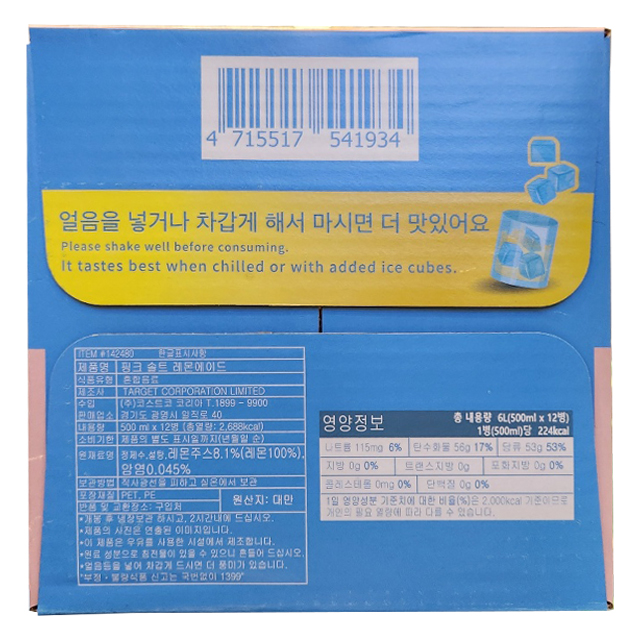 4 715517 541934
얼음을 넣거나 차갑게 해서 마시면 더 맛있어요
Please shake well before consuming.
It tastes best when chilled or with added ice cubes.
ITEM #142480 한글표시사항
제품명 핑크 솔트 레몬에이드
식품유형 혼합음료
제조사 TARGET CORPORATION LIMITED
수입 (주)코스트코 코리아 T.1899 - 9900
판매업소 경기도 광명시 일직로 40
내용량 500 ml x 12병 (총열량: 2,688kcal)
소비기한 제품의 별도 표시일까지(년월일 순)
원재료명 정제수,설탕,레몬주스8.1%(레몬100%),
암염0.045%
보관방법 직사광선을 피하고 실온에서 보관
포장재질 PET, PE
반품 및 교환장소: 구입처
원산지: 대만
•개봉 후 냉장보관 하시고, 2시간내에 드십시오.
•제품의 사진은 연출된 이미지입니다.
•이 제품은 우유를 사용한 시설에서 제조합니다.
•원료 성분으로 침전물이 있을 수 있으니 흔들어 드십시오.
•얼음등을 넣어 차갑게 드시면 더 풍미가 있습니다.
"부정·불량식품 신고는 국번없이 1399"
영양정보
총 내용량 6L(500ml x 12병)
1병(500ml)당 224kcal
나트륨 115mg 6% 탄수화물 56g 17% 당류 53g 53%
지방 0g 0% 트랜스지방 0g 포화지방 0g 0%
콜레스테롤 0mg 0% 단백질 0g 0%
1일 영양성분 기준치에 대한 비율(%)은 2,000kcal 기준이므로
개인의 필요 열량에 따라 다를 수 있습니다.